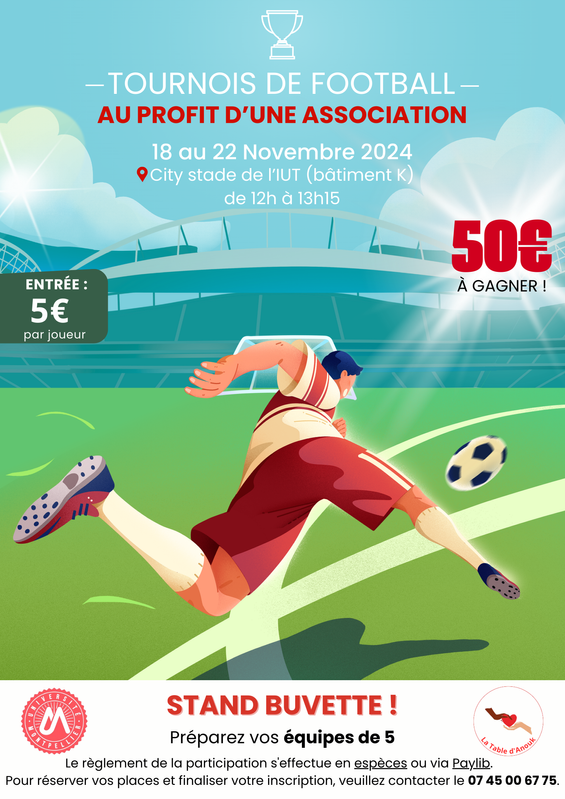 TOURNOIS DE FOOTBALL
AU PROFIT D'UNE ASSOCIATION
18 au 22 Novembre 2024
City stade de l'IUT (bâtiment K)
de 12h à 13h15
50€
À GAGNER !
ENTRÉE :
5€
par joueur
STAND BUVETTE !
Préparez vos équipes de 5
UNIVERSITÉ
MONTPELLIER
La Table d'Anouk
Le règlement de la participation s'effectue en espèces ou via Paylib.
Pour réserver vos places et finaliser votre inscription, veuillez contacter le 07 45 00 67 75.